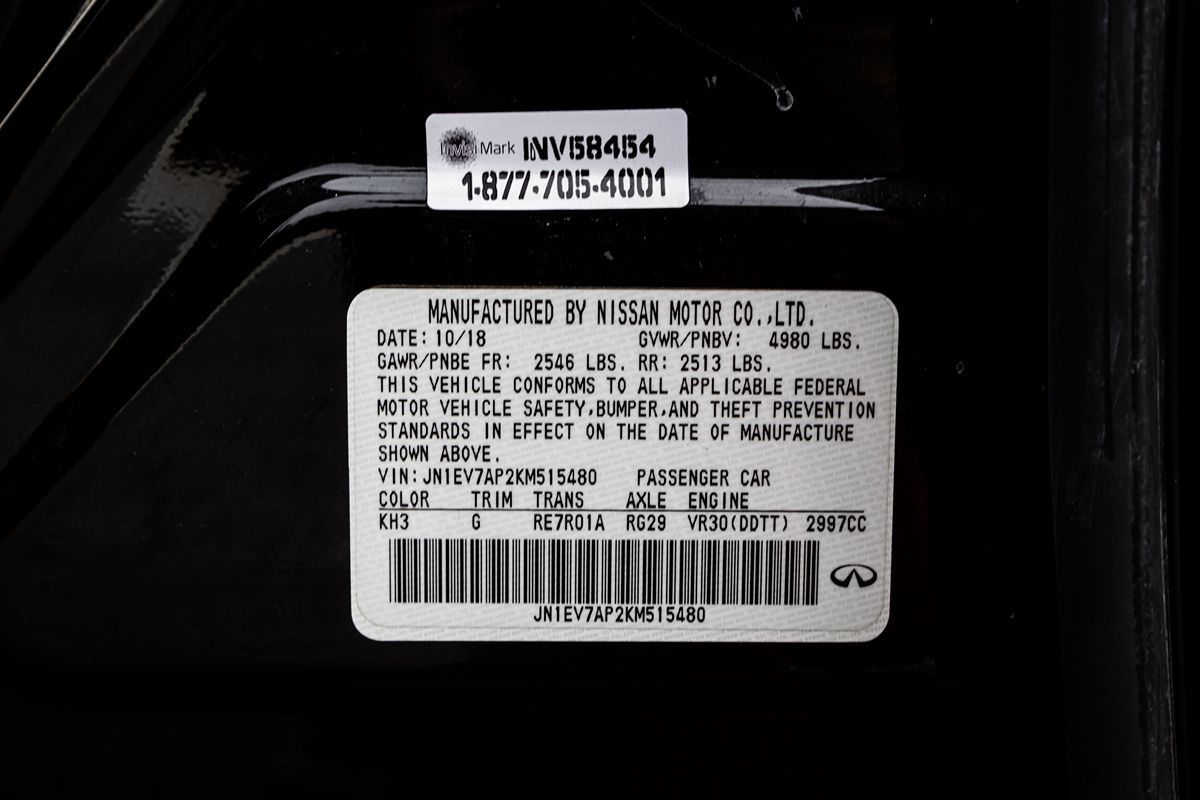 InvisiMark INV58454
1-877-705-4001
MANUFACTURED BY NISSAN MOTOR CO.,LTD.
DATE: 10/18 GVWR/PNBV: 4980 LBS.
GAWR/PNBE FR: 2546 LBS. RR: 2513 LBS.
THIS VEHICLE CONFORMS TO ALL APPLICABLE FEDERAL
MOTOR VEHICLE SAFETY,BUMPER,AND THEFT PREVENTION
STANDARDS IN EFFECT ON THE DATE OF MANUFACTURE
SHOWN ABOVE.
VIN: JN1EV7AP2KM515480 PASSENGER CAR
COLOR TRIM TRANS AXLE ENGINE
KH3 G RE7R01A RG29 VR30(DDTT) 2997CC
JN1EV7AP2KM515480